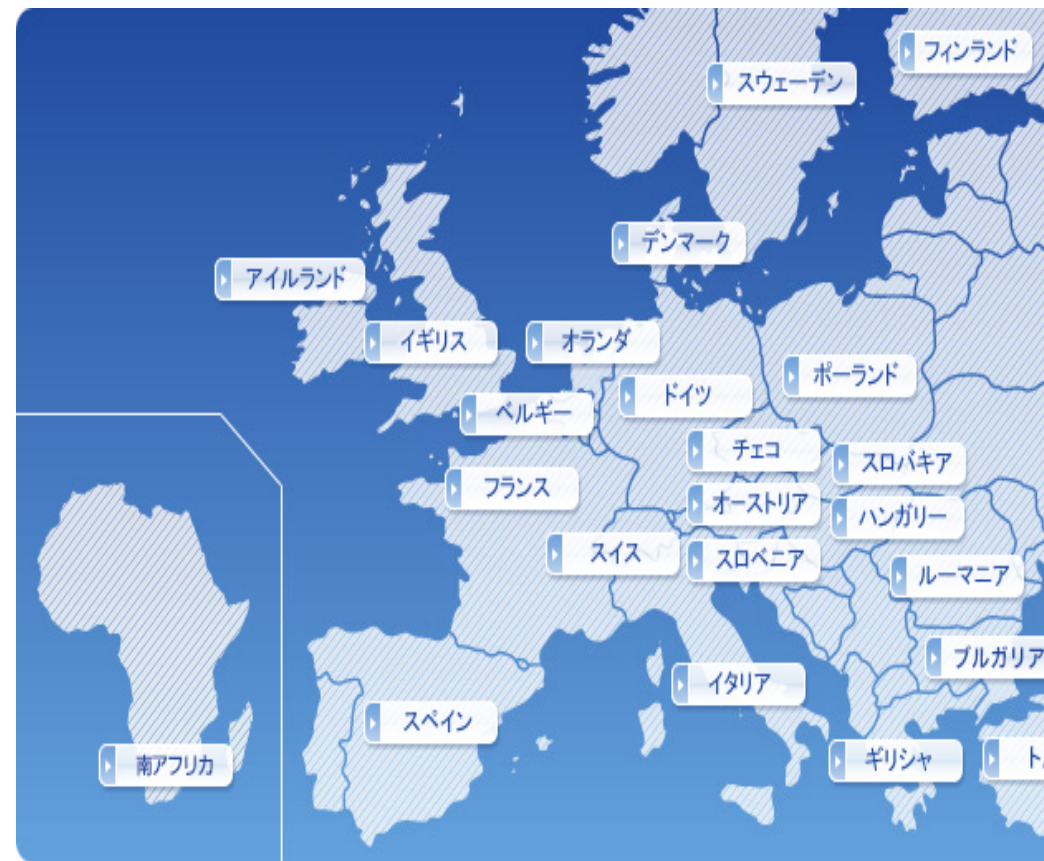 フィンランド
スウェーデン
デンマーク
アイルランド
イギリス
オランダ
ポーランド
ドイツ
ベルギー
チェコ
スロバキア
フランス
オーストリア
ハンガリー
スイス
スロベニア
ルーマニア
ブルガリア
イタリア
スペイン
ギリシャ
南アフリカ